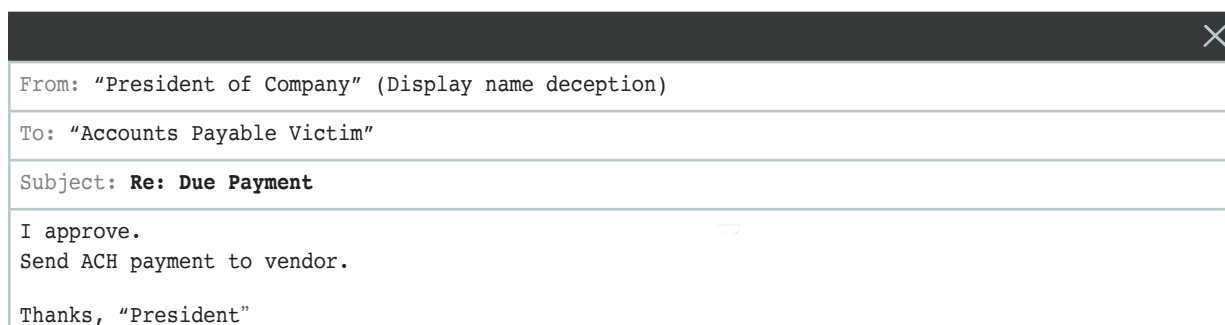 From: “President of Company” (Display name deception)
To: “Accounts Payable Victim”
Subject: Re: Due Payment
I approve.
Send ACH payment to vendor.
Thanks, “President”